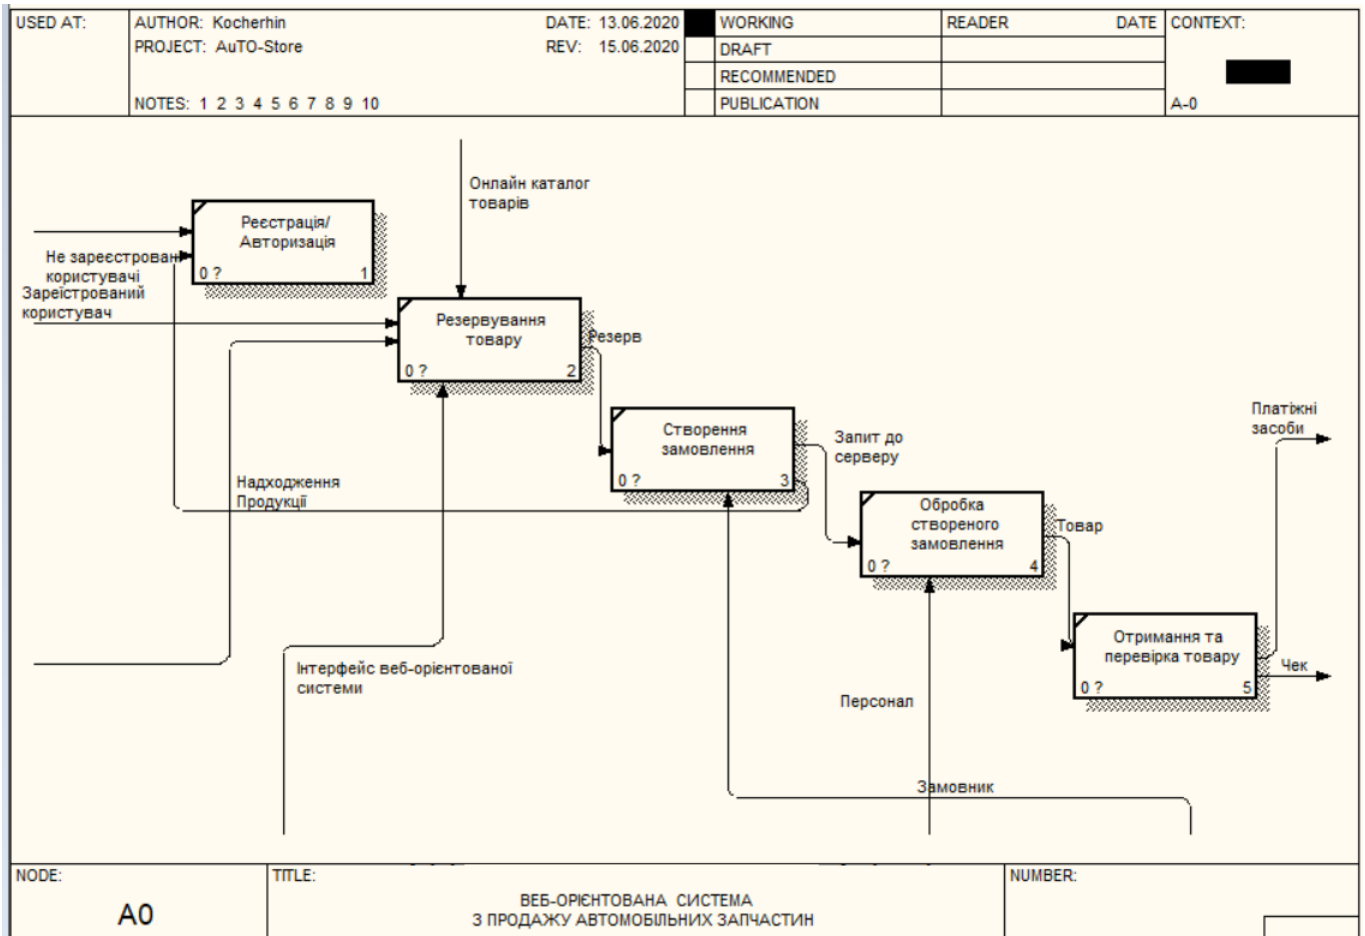 USED AT:
AUTHOR: Kocherhin
DATE: 13.06.2020
WORKING
READER
DATE
CONTEXT:
PROJECT: AuTO-Store
REV: 15.06.2020
DRAFT
RECOMMENDED
NOTES: 1 2 3 4 5 6 7 8 9 10
PUBLICATION
A-0
Онлайн каталог
товарів
Реєстрація/
Авторизація
0 ?
1
Не зареєстрован
користувачі
Зареїстрований
користувач
Резервування
товару
0 ?
2
Резерв
Створення
замовлення
0 ?
3
Запит до
серверу
Платіжні
засоби
Надходження
Продукції
Обробка
створеного
замовлення
0 ?
4
Товар
Отримання та
перевірка товару
0 ?
5
Чек
Інтерфейс веб-орієнтованої
системи
Персонал
Замовник
NODE:
A0
TITLE:
ВЕБ-ОРІЄНТОВАНА СИСТЕМА
З ПРОДАЖУ АВТОМОБІЛЬНИХ ЗАПЧАСТИН
NUMBER: